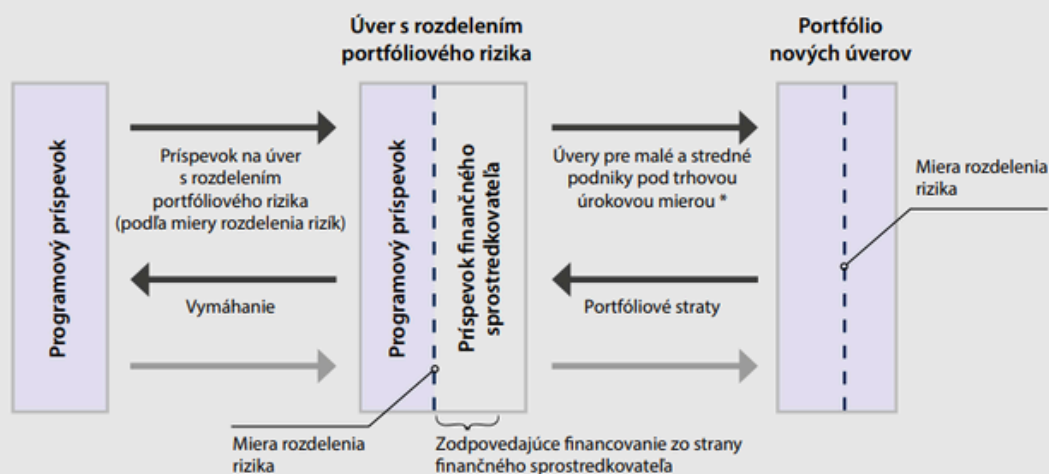 Úver s rozdelením
portfóliového rizika
Portfólio
nových úverov
Programový príspevok
Príspevok na úver
s rozdelením
portfóliového rizika
(podľa miery rozdelenia rizík)
Vymáhanie
Programový príspevok
Príspevok finančného
sprostredkovateľa
Úvery pre malé a stredné
podniky pod trhovou
úrokovou mierou *
Portfóliové straty
Miera rozdelenia
rizika
Miera rozdelenia
rizika
Zodpovedajúce financovanie zo strany
finančného sprostredkovateľa